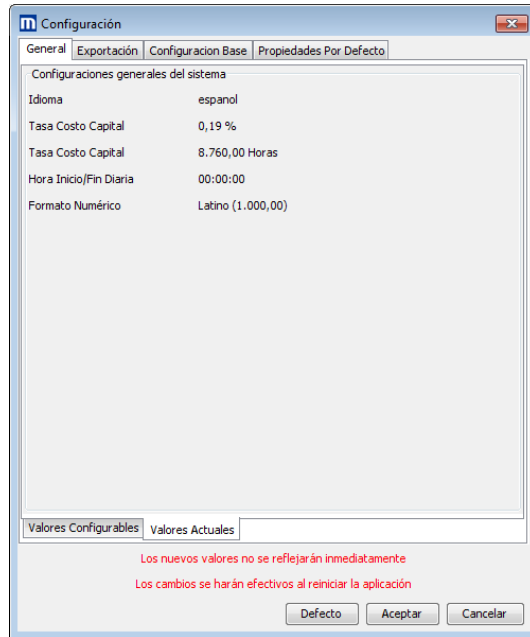 m Configuración
General Exportación Configuracion Base Propiedades Por Defecto
Configuraciones generales del sistema
Idioma espanol
Tasa Costo Capital 0,19 %
Tasa Costo Capital 8.760,00 Horas
Hora Inicio/Fin Diaria 00:00:00
Formato Numérico Latino (1.000,00)
Valores Configurables Valores Actuales
Los nuevos valores no se reflejarán inmediatamente
Los cambios se harán efectivos al reiniciar la aplicación
Defecto Aceptar Cancelar